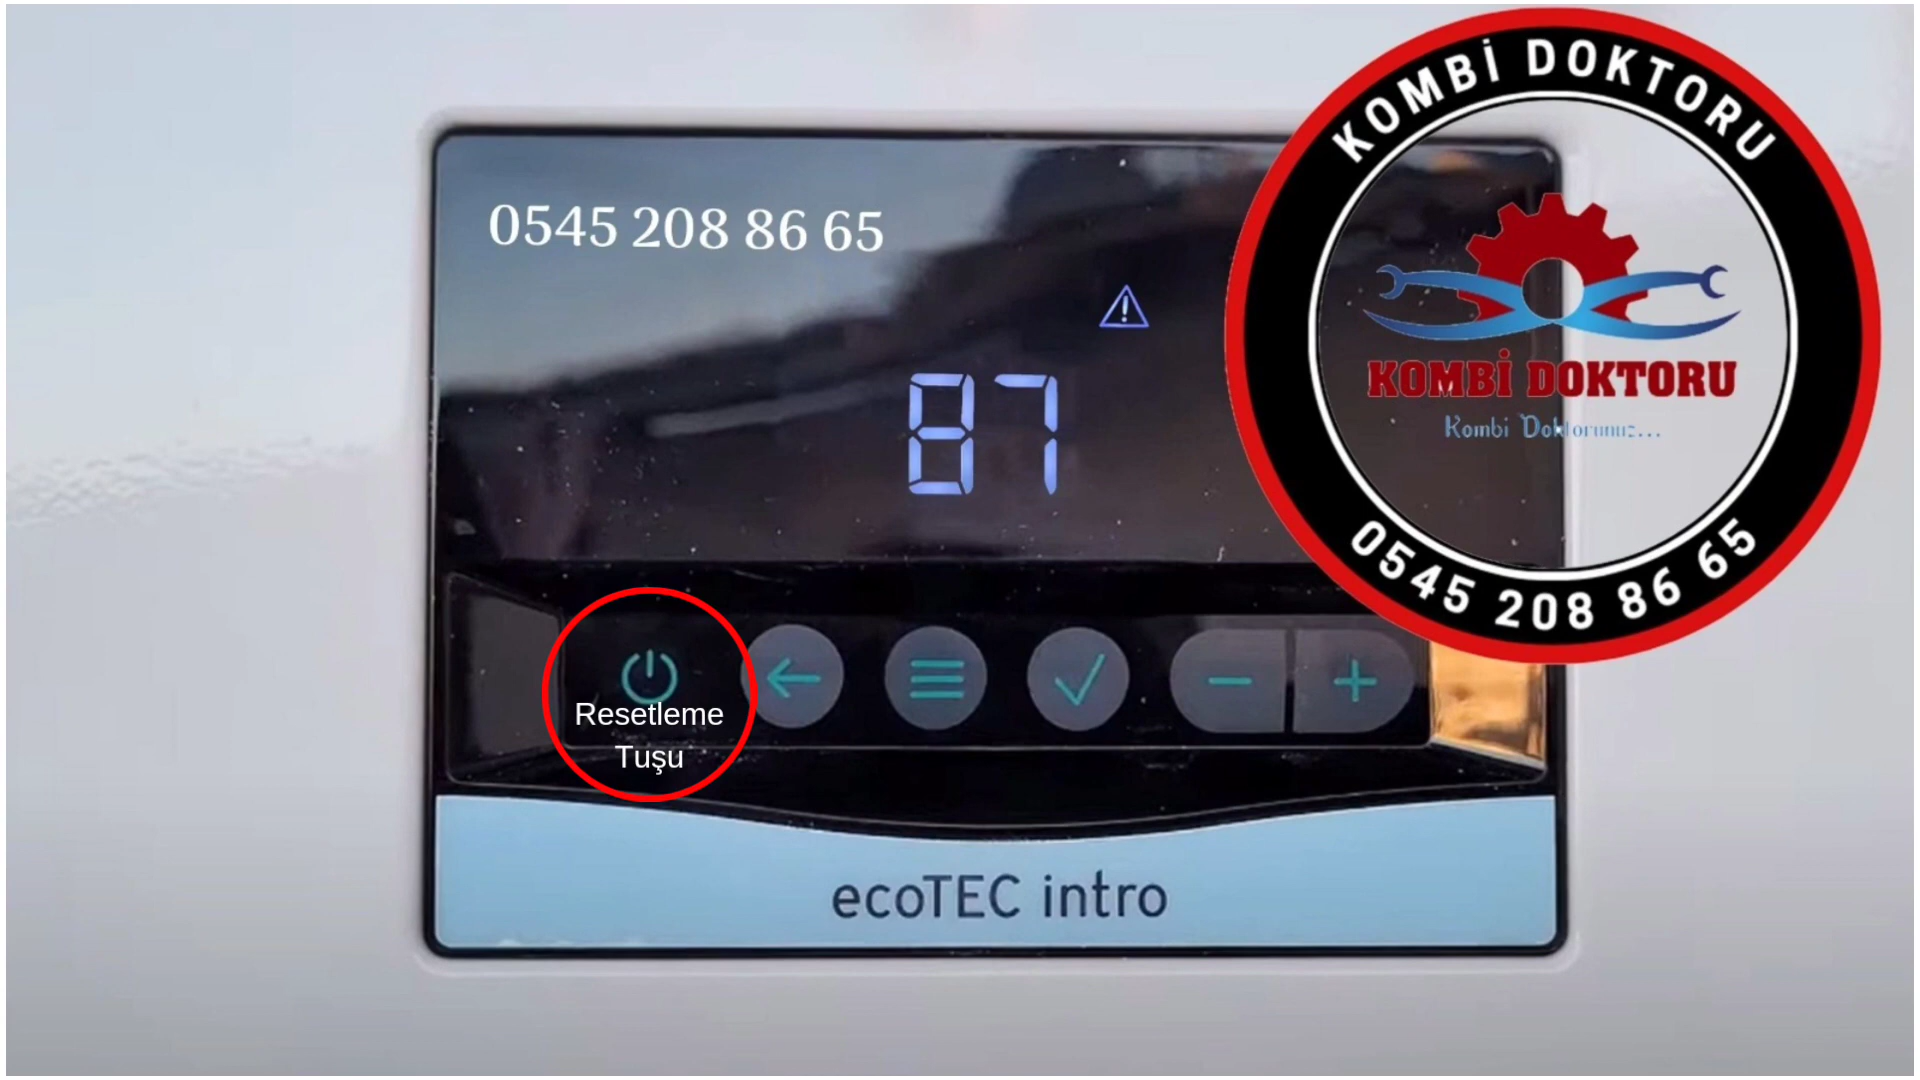 KOMBİ DOKTORU
0545 208 86 65
87
KOMBİ DOKTORU
Kombi Doktorunuz...
0545 208 86 65
Resetleme
Tuşu
ecoTEC intro